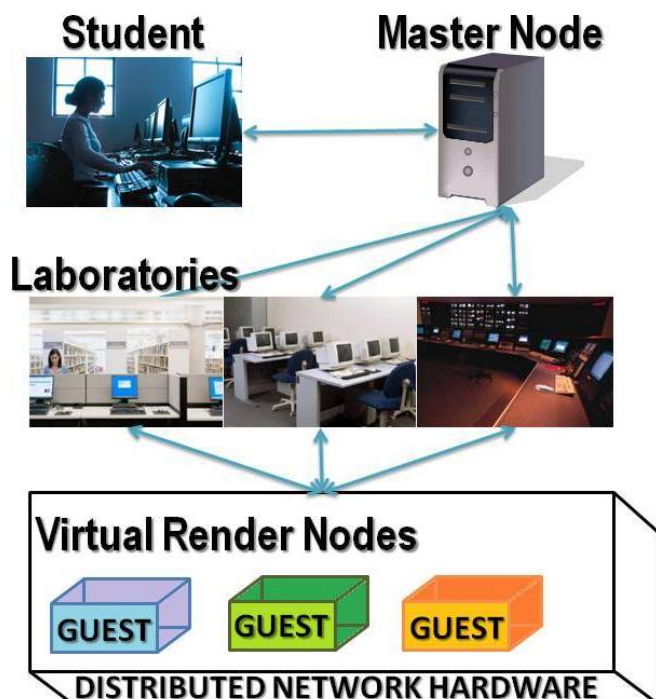 Student
Master Node
Laboratories
Virtual Render Nodes
GUEST
GUEST
GUEST
DISTRIBUTED NETWORK HARDWARE